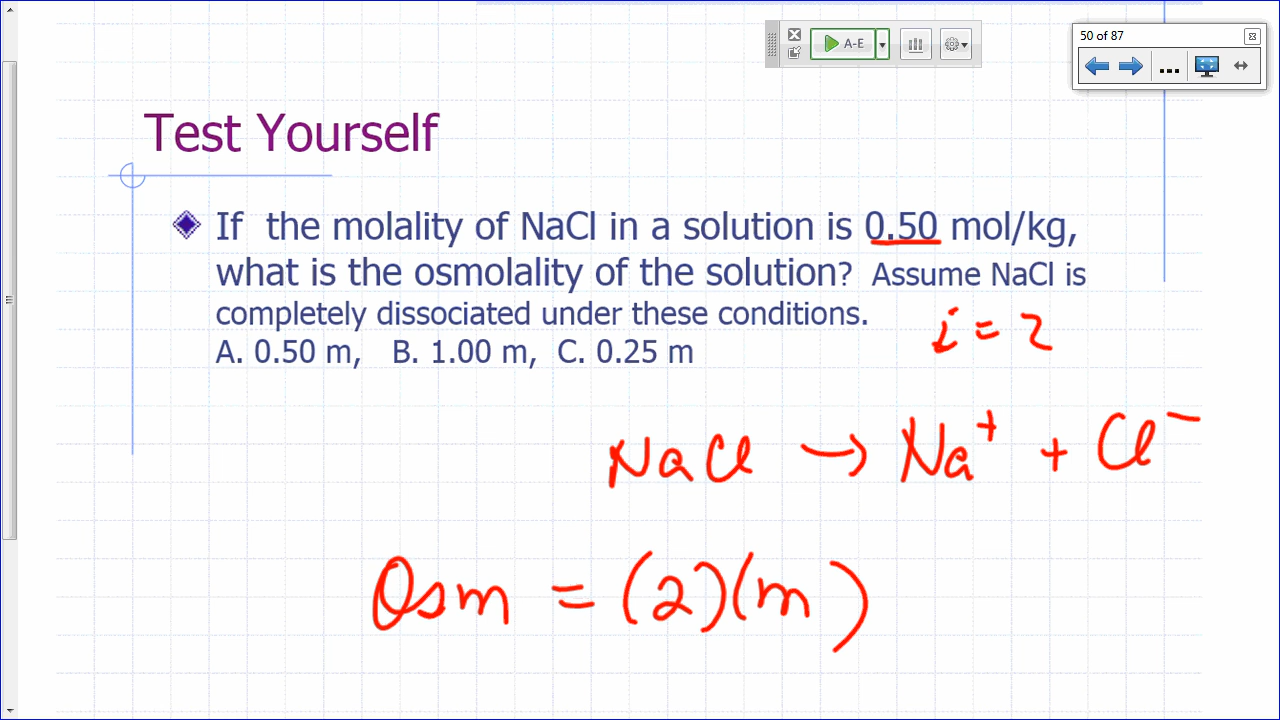 A-E
50 of 87
...
Test Yourself
If the molality of NaCl in a solution is 0.50 mol/kg,
what is the osmolality of the solution? Assume NaCl is
completely dissociated under these conditions.
i = 2
A. 0.50 m, B. 1.00 m, C. 0.25 m
NaCl → Na⁺ + Cl⁻
Osm = (2)(m)